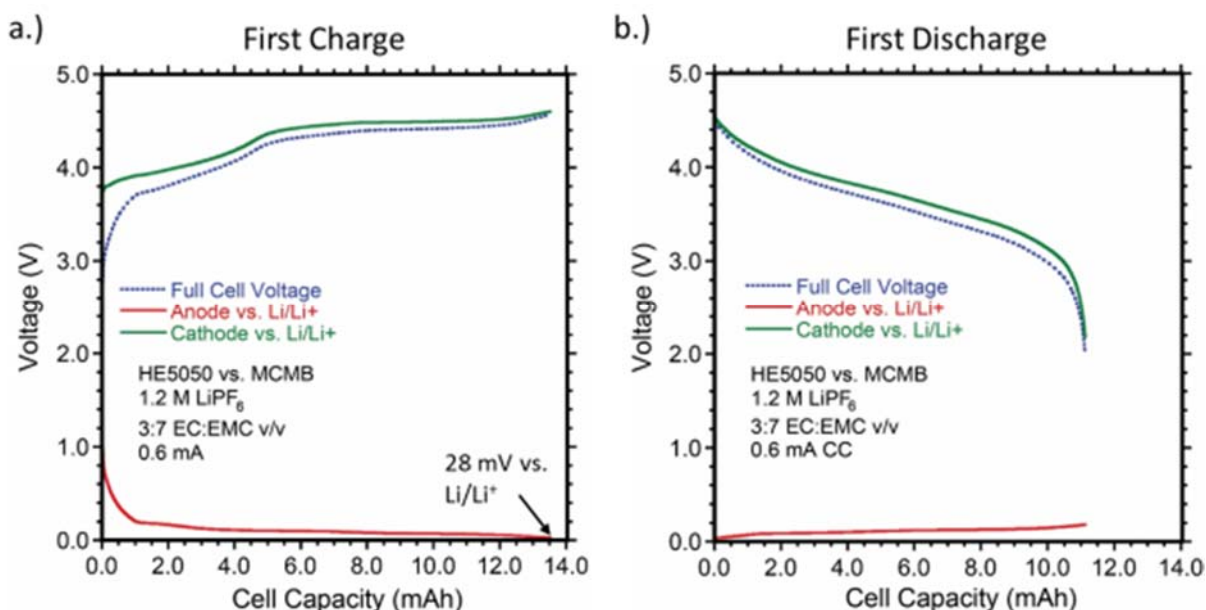 a.)
First Charge
5.0
4.0
3.0
2.0
1.0
0.0
Voltage (V)
Full Cell Voltage
Anode vs. Li/Li+
Cathode vs. Li/Li+
HE5050 vs. MCMB
1.2 M LiPF₆
3:7 EC:EMC v/v
0.6 mA
28 mV vs.
Li/Li⁺
0.0 2.0 4.0 6.0 8.0 10.0 12.0 14.0
Cell Capacity (mAh)
b.)
First Discharge
5.0
4.0
3.0
2.0
1.0
0.0
Voltage (V)
Full Cell Voltage
Anode vs. Li/Li+
Cathode vs. Li/Li+
HE5050 vs. MCMB
1.2 M LiPF₆
3:7 EC:EMC v/v
0.6 mA CC
0.0 2.0 4.0 6.0 8.0 10.0 12.0 14.0
Cell Capacity (mAh)